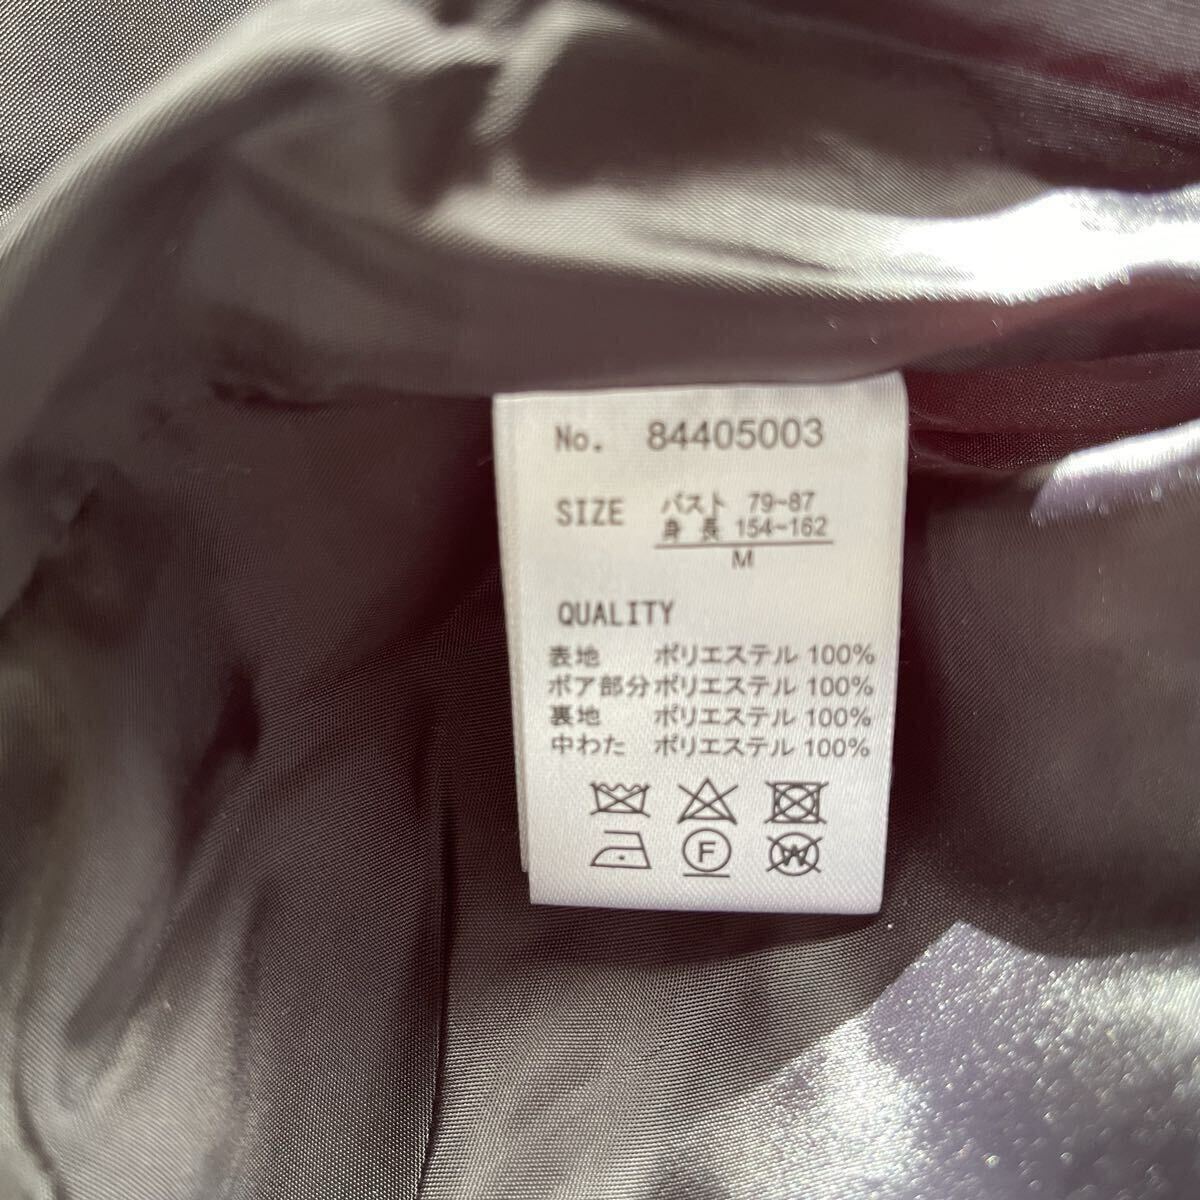 No. 84405003
SIZE バスト 79~87
身長 154~162
M
QUALITY
表地 ポリエステル 100%
ボア部分ポリエステル 100%
裏地 ポリエステル 100%
中わた ポリエステル 100%
F W